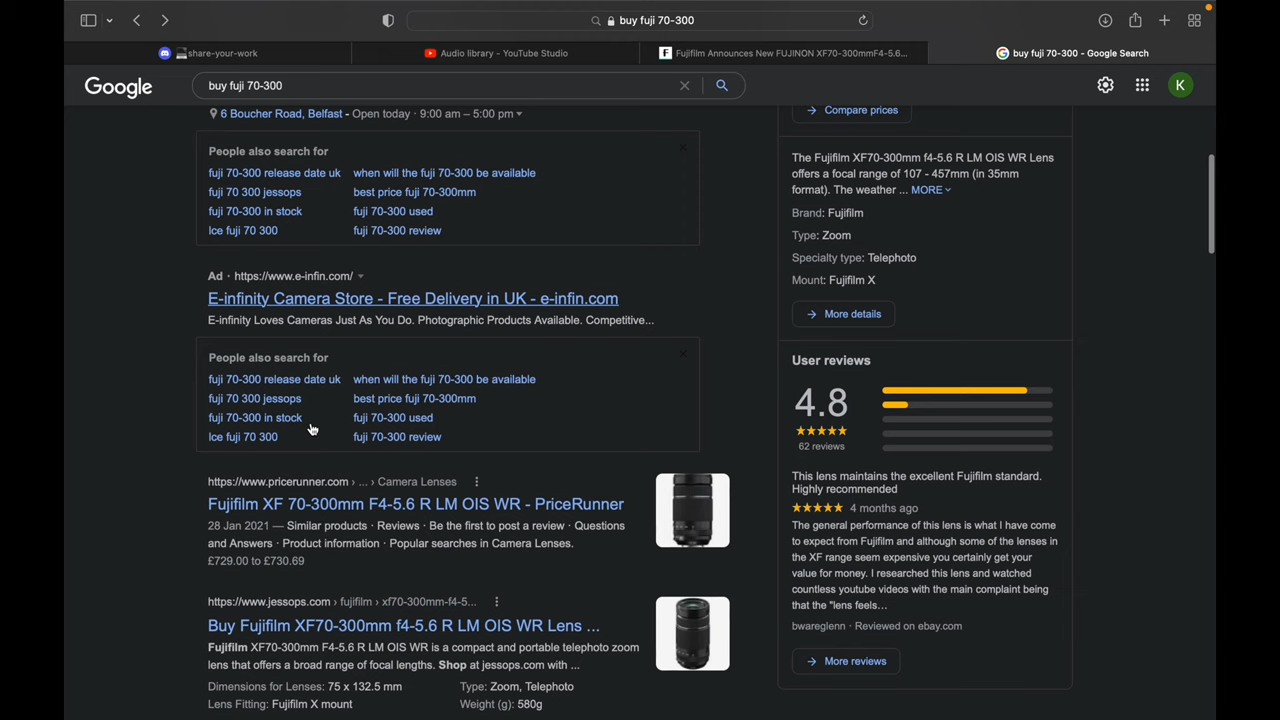 buy fuji 70-300
share-your-work
Audio library - YouTube Studio
Fujifilm Announces New FUJINON XF70-300mmF4-5.6...
buy fuji 70-300 - Google Search
Google
buy fuji 70-300
K
6 Boucher Road, Belfast - Open today · 9:00 am – 5:00 pm
People also search for
fuji 70-300 release date uk
when will the fuji 70-300 be available
fuji 70 300 jessops
best price fuji 70-300mm
fuji 70-300 in stock
fuji 70-300 used
lce fuji 70 300
fuji 70-300 review
Ad · https://www.e-infin.com/
E-infinity Camera Store - Free Delivery in UK - e-infin.com
E-infinity Loves Cameras Just As You Do. Photographic Products Available. Competitive...
People also search for
fuji 70-300 release date uk
when will the fuji 70-300 be available
fuji 70 300 jessops
best price fuji 70-300mm
fuji 70-300 in stock
fuji 70-300 used
lce fuji 70 300
fuji 70-300 review
https://www.pricerunner.com › ... › Camera Lenses
Fujifilm XF 70-300mm F4-5.6 R LM OIS WR - PriceRunner
28 Jan 2021 — Similar products · Reviews · Be the first to post a review · Questions
and Answers · Product information · Popular searches in Camera Lenses.
£729.00 to £730.69
https://www.jessops.com › fujifilm › xf70-300mm-f4-5...
Buy Fujifilm XF70-300mm f4-5.6 R LM OIS WR Lens ...
Fujifilm XF70-300mm F4-5.6 R LM OIS WR is a compact and portable telephoto zoom
lens that offers a broad range of focal lengths. Shop at jessops.com with ...
Dimensions for Lenses: 75 x 132.5 mm
Type: Zoom, Telephoto
Lens Fitting: Fujifilm X mount
Weight (g): 580g
Compare prices
The Fujifilm XF70-300mm f4-5.6 R LM OIS WR Lens
offers a focal range of 107 - 457mm (in 35mm
format). The weather ... MORE
Brand: Fujifilm
Type: Zoom
Specialty type: Telephoto
Mount: Fujifilm X
More details
User reviews
4.8
62 reviews
This lens maintains the excellent Fujifilm standard.
Highly recommended
4 months ago
The general performance of this lens is what I have come
to expect from Fujifilm and although some of the lenses in
the XF range seem expensive you certainly get your
value for money. I researched this lens and watched
countless youtube videos with the main complaint being
that the "lens feels...
bwareglenn · Reviewed on ebay.com
More reviews